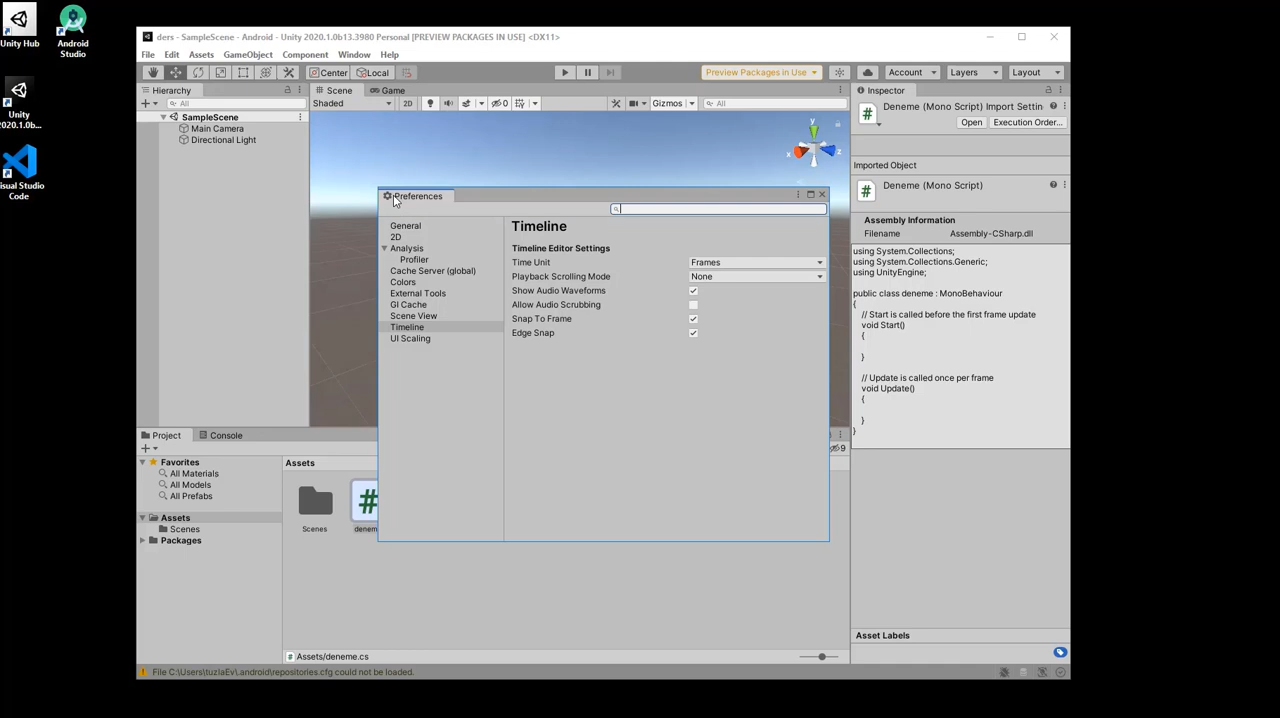 Unity Hub
Android
Studio
Unity
2020.1.0b...
Visual Studio
Code
ders - SampleScene - Android - Unity 2020.1.0b13.3980 Personal [PREVIEW PACKAGES IN USE] <DX11>
File Edit Assets GameObject Component Window Help
Center Local Preview Packages in Use Account Layers Layout
Hierarchy
All
SampleScene
Main Camera
Directional Light
Scene Game
Shaded 2D 0 Gizmos All
y
x z
Preferences
General
2D
Analysis
Profiler
Cache Server (global)
Colors
External Tools
GI Cache
Scene View
Timeline
UI Scaling
Timeline
Timeline Editor Settings
Time Unit Frames
Playback Scrolling Mode None
Show Audio Waveforms
Allow Audio Scrubbing
Snap To Frame
Edge Snap
Inspector
Deneme (Mono Script) Import Settin
Open Execution Order...
Imported Object
# Deneme (Mono Script)
Assembly Information
Filename Assembly-CSharp.dll
using System.Collections;
using System.Collections.Generic;
using UnityEngine;
public class deneme : MonoBehaviour
{
// Start is called before the first frame update
void Start()
{
}
// Update is called once per frame
void Update()
{
}
}
Asset Labels
Project Console
9
Favorites
All Materials
All Models
All Prefabs
Assets
Scenes
Packages
Assets
Scenes
#
denem
# Assets/deneme.cs
File C:\Users\tuzlaEv\.android\repositories.cfg could not be loaded.